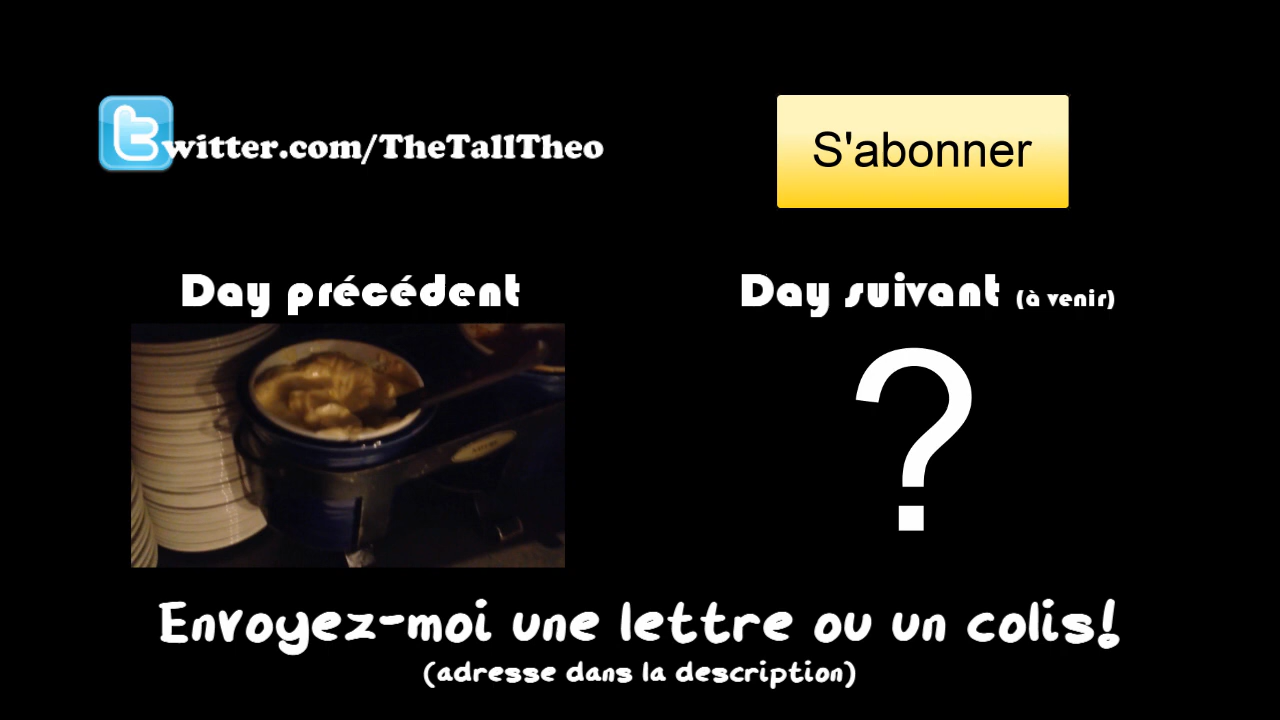 twitter.com/TheTallTheo
S'abonner
Day précédent
Day suivant (à venir)
?
Envoyez-moi une lettre ou un colis!
(adresse dans la description)